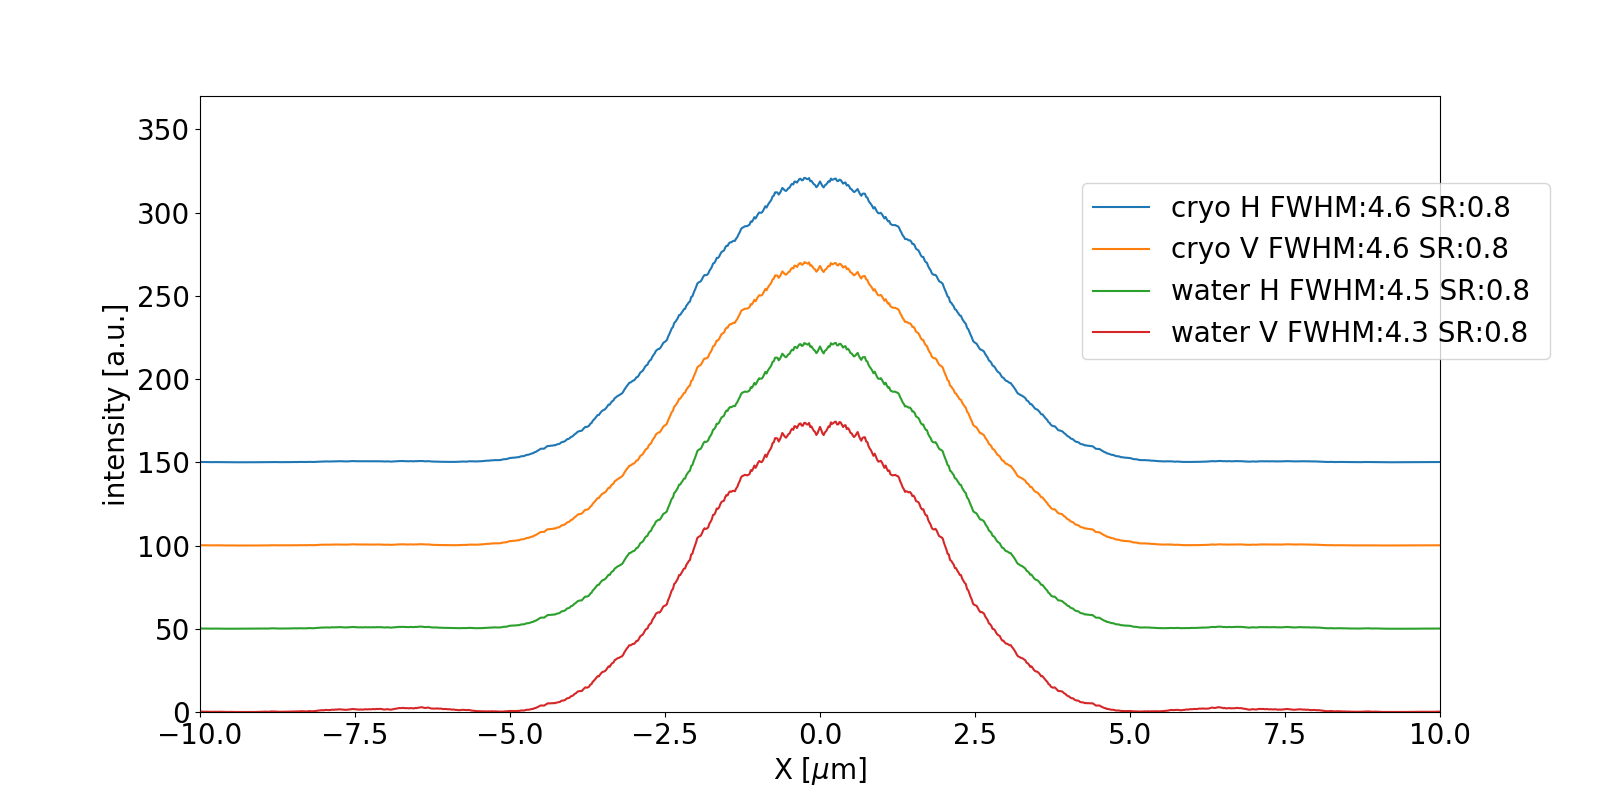 350
300
250
200
150
100
50
0
intensity [a.u.]
cryo H FWHM:4.6 SR:0.8
cryo V FWHM:4.6 SR:0.8
water H FWHM:4.5 SR:0.8
water V FWHM:4.3 SR:0.8
−10.0 −7.5 −5.0 −2.5 0.0 2.5 5.0 7.5 10.0
X [μm]